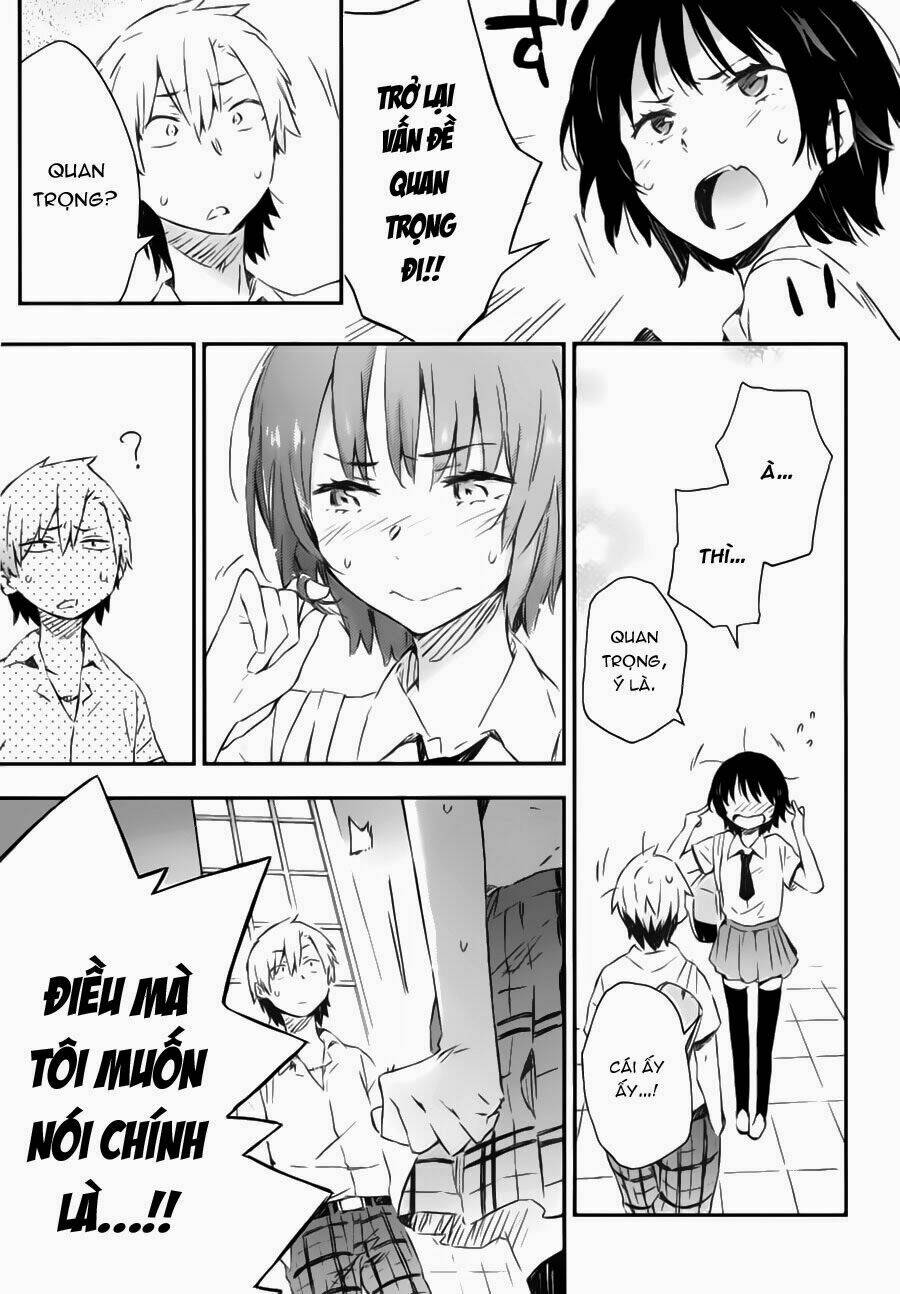 ず
TRỞ LẠI
VẤN ĐỀ
QUAN
TRỌNG
ĐI!!
QUAN
TRỌNG?
À...
THÌ...
QUAN
TRỌNG,
Ý LÀ.
CÁI ẤY
ẤY...!
?
ĐIỀU MÀ
TÔI MUỐN
NÓI CHÍNH
LÀ...!!